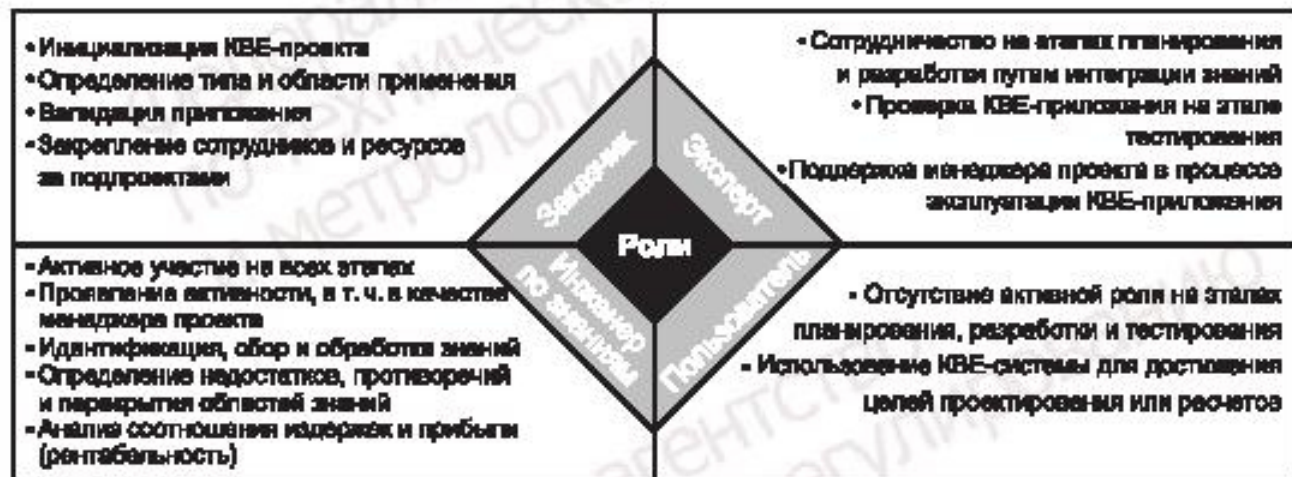 • Инициализация КВЕ-проекта
• Определение типа и области применения
• Валидация приложения
• Закрепление сотрудников и ресурсов
за подпроектами
• Сотрудничество на этапах планирования
и разработки путем интеграции знаний
• Проверка КВЕ-приложения на этапе
тестирования
• Поддержка менеджера проекта в процессе
эксплуатации КВЕ-приложения
Заказчик
Эксперт
Роли
Инженер
по знаниям
Пользователь
• Активное участие на всех этапах
• Проявление активности, в т. ч. в качестве
менеджера проекта
• Идентификация, сбор и обработка знаний
• Определение недостатков, противоречий
и перекрытия областей знаний
• Анализ соотношения издержек и прибыли
(рентабельность)
• Отсутствие активной роли на этапах
планирования, разработки и тестирования
• Использование КВЕ-системы для достижения
целей проектирования или расчетов